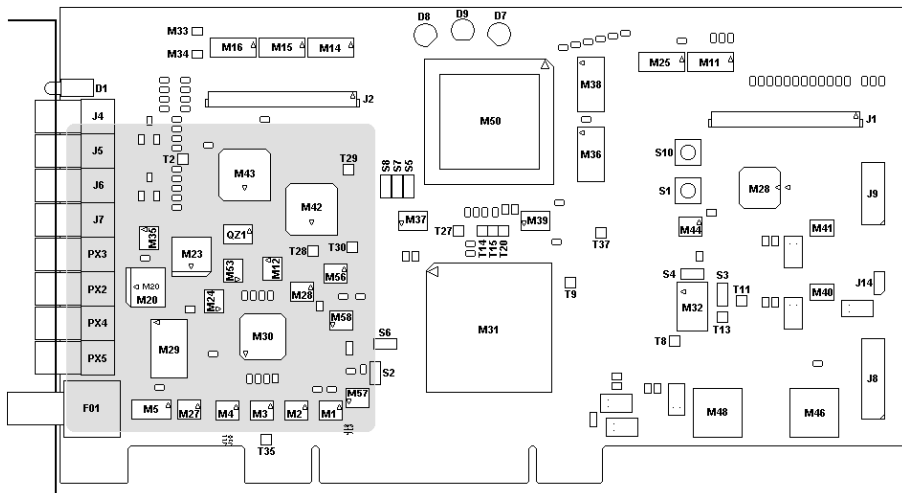 D8 D9 D7
M33
M34
M16 M15 M14
M25 M11
M38
D1
J2
M50
J4
J1
J5
M36
S10
T2
T29
S8 S7 S5
J6
M43
S1
M28
J9
M42
J7
M37
M39
M44
M35
QZ1
T27
T14 T15 T20
T37
M41
PX3
M23
T28
T30
M53
M12
M56
S4
S3
PX2
M20
M20
M24
M28
T9
M32
T11
J14
M40
PX4
M58
T13
M30
M31
S6
T8
PX5
M29
S2
J8
F01
M5 M27 M4 M3 M2 M1
M57
M48
M46
T35